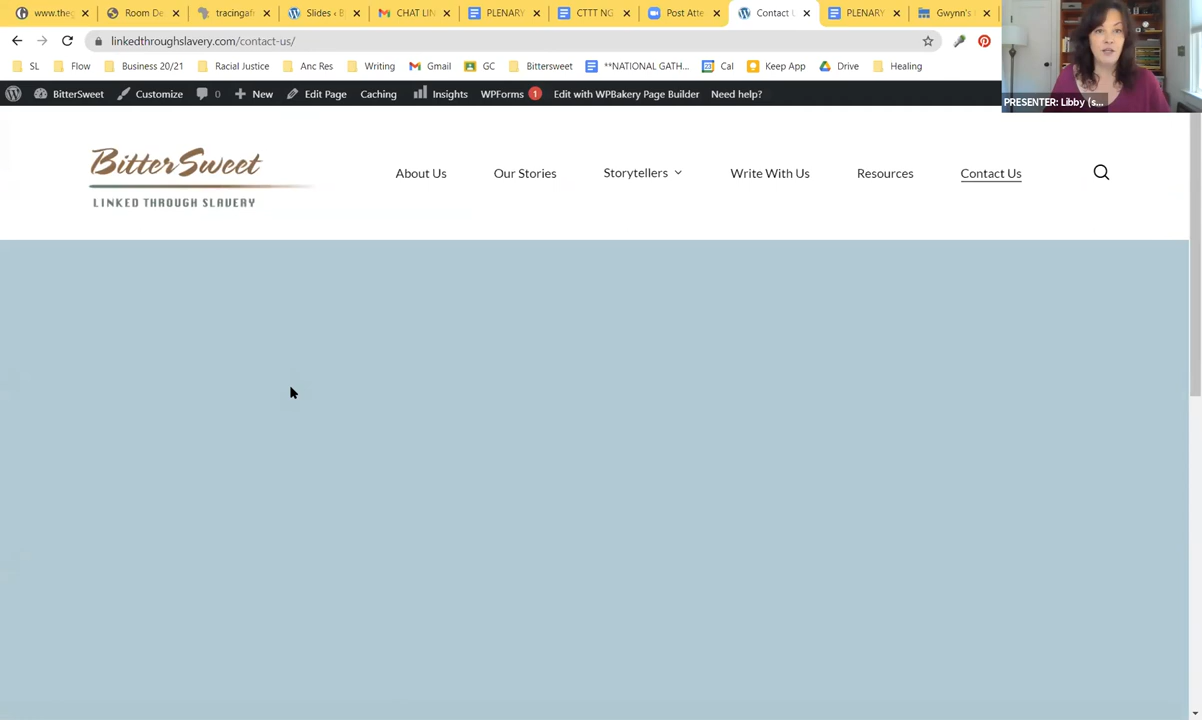 www.the Room De tracingaf Slides ‹ B CHAT LIN PLENARY CTTT NG Post Atte Contact PLENARY Gwynn's
linkedthroughslavery.com/contact-us/
SL Flow Business 20/21 Racial Justice Anc Res Writing Gmail GC Bittersweet **NATIONAL GATH... Cal Keep App Drive Healing
BitterSweet Customize 0 New Edit Page Caching Insights WPForms 1 Edit with WPBakery Page Builder Need help?
PRESENTER: Libby (s...
BitterSweet
LINKED THROUGH SLAVERY
About Us Our Stories Storytellers Write With Us Resources Contact Us